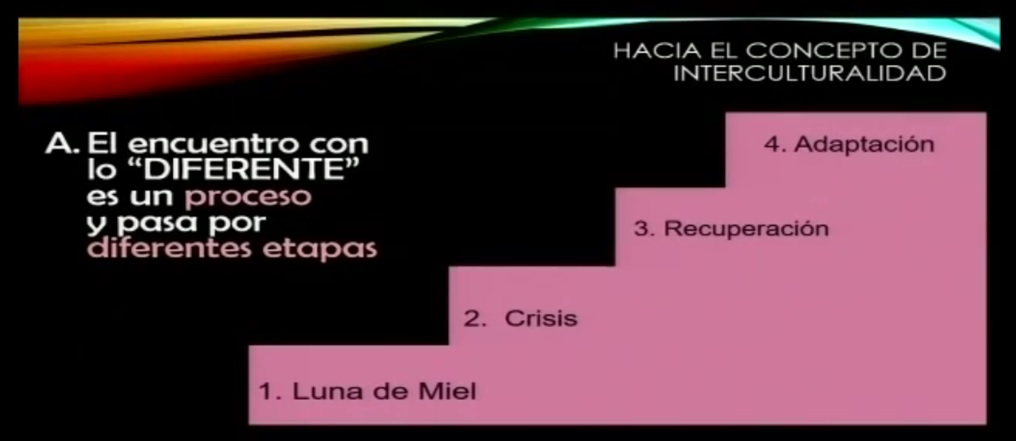 HACIA EL CONCEPTO DE
INTERCULTURALIDAD
A. El encuentro con
lo “DIFERENTE”
es un proceso
y pasa por
diferentes etapas
4. Adaptación
3. Recuperación
2. Crisis
1. Luna de Miel